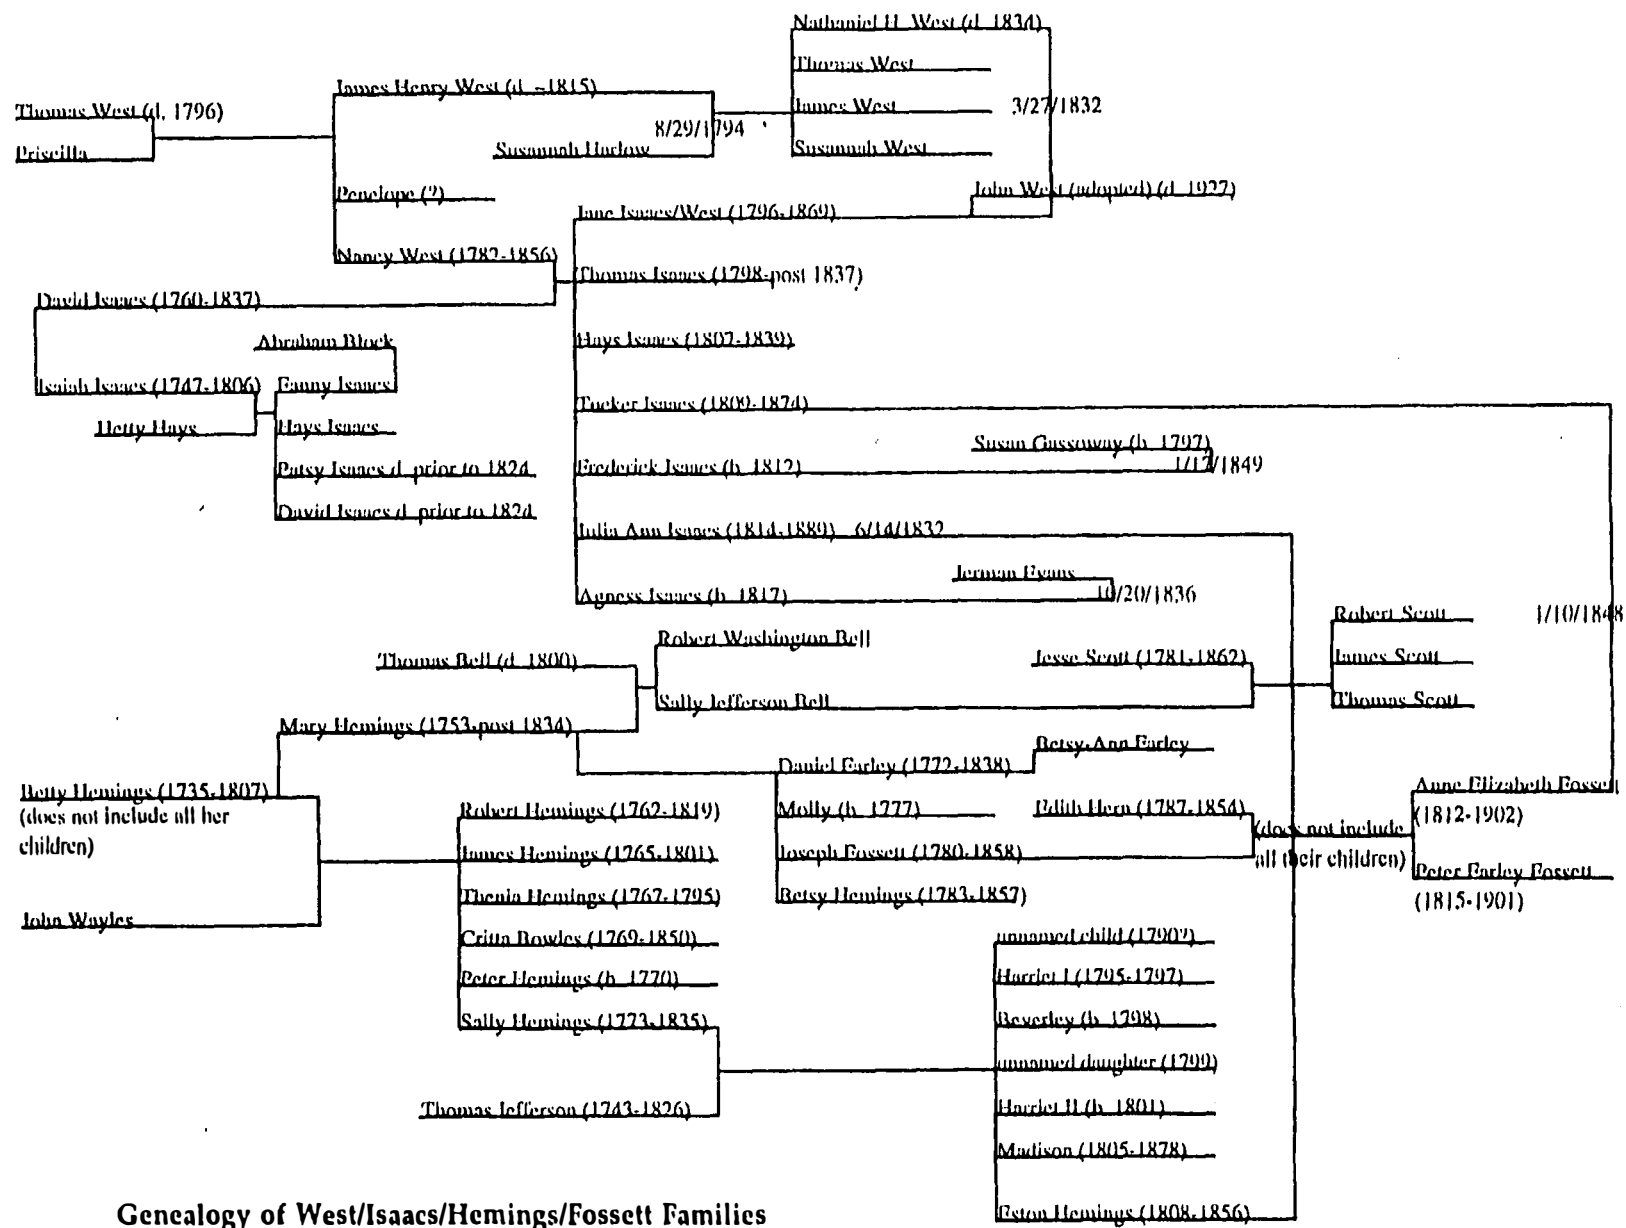 Nathaniel H. West (d. 1834)
Thomas West
James Henry West (d. ~1815)
Thomas West (d. 1796)
James West
3/27/1832
8/29/1794
Priscilla
Susannah Harlow
Susannah West
Penelope (?)
John West (adopted) (d. 1927)
Jane Isaacs/West (1796-1869)
Nancy West (1782-1856)
Thomas Isaacs (1798-post 1837)
David Isaacs (1760-1837)
Abraham Block
Hays Isaacs (1807-1839)
Isaiah Isaacs (1747-1806)
Fanny Isaacs
Tucker Isaacs (1809-1874)
Hetty Hays
Hays Isaacs
Susan Gassoway (b. 1797)
Patsy Isaacs d. prior to 1824
Frederick Isaacs (b. 1812)
1/17/1849
David Isaacs d. prior to 1824
Julia Ann Isaacs (1814-1889)
6/14/1832
Jerman Evans
Agness Isaacs (b. 1817)
10/20/1836
Robert Scott
1/10/1848
Robert Washington Bell
Thomas Bell (d. 1800)
Jesse Scott (1781-1862)
James Scott
Sally Jefferson Bell
Thomas Scott
Mary Hemings (1753-post 1834)
Betsy-Ann Farley
Daniel Farley (1772-1838)
Betty Hemings (1735-1807)
(does not include all her
children)
Anne Elizabeth Fossett
(1812-1902)
Robert Hemings (1762-1819)
Molly (b. 1777)
Edith Hern (1787-1854)
(does not include
all their children)
James Hemings (1765-1801)
Joseph Fossett (1780-1858)
Peter Farley Fossett
(1815-1901)
Thenia Hemings (1767-1795)
Betsy Hemings (1783-1857)
John Wayles
Critta Bowles (1769-1850)
unnamed child (1790?)
Peter Hemings (b. 1770)
Harriet I (1795-1797)
Sally Hemings (1773-1835)
Beverley (b. 1798)
unnamed daughter (1799)
Thomas Jefferson (1743-1826)
Harriet II (b. 1801)
Madison (1805-1878)
Eston Hemings (1808-1856)
Genealogy of West/Isaacs/Hemings/Fossett Families